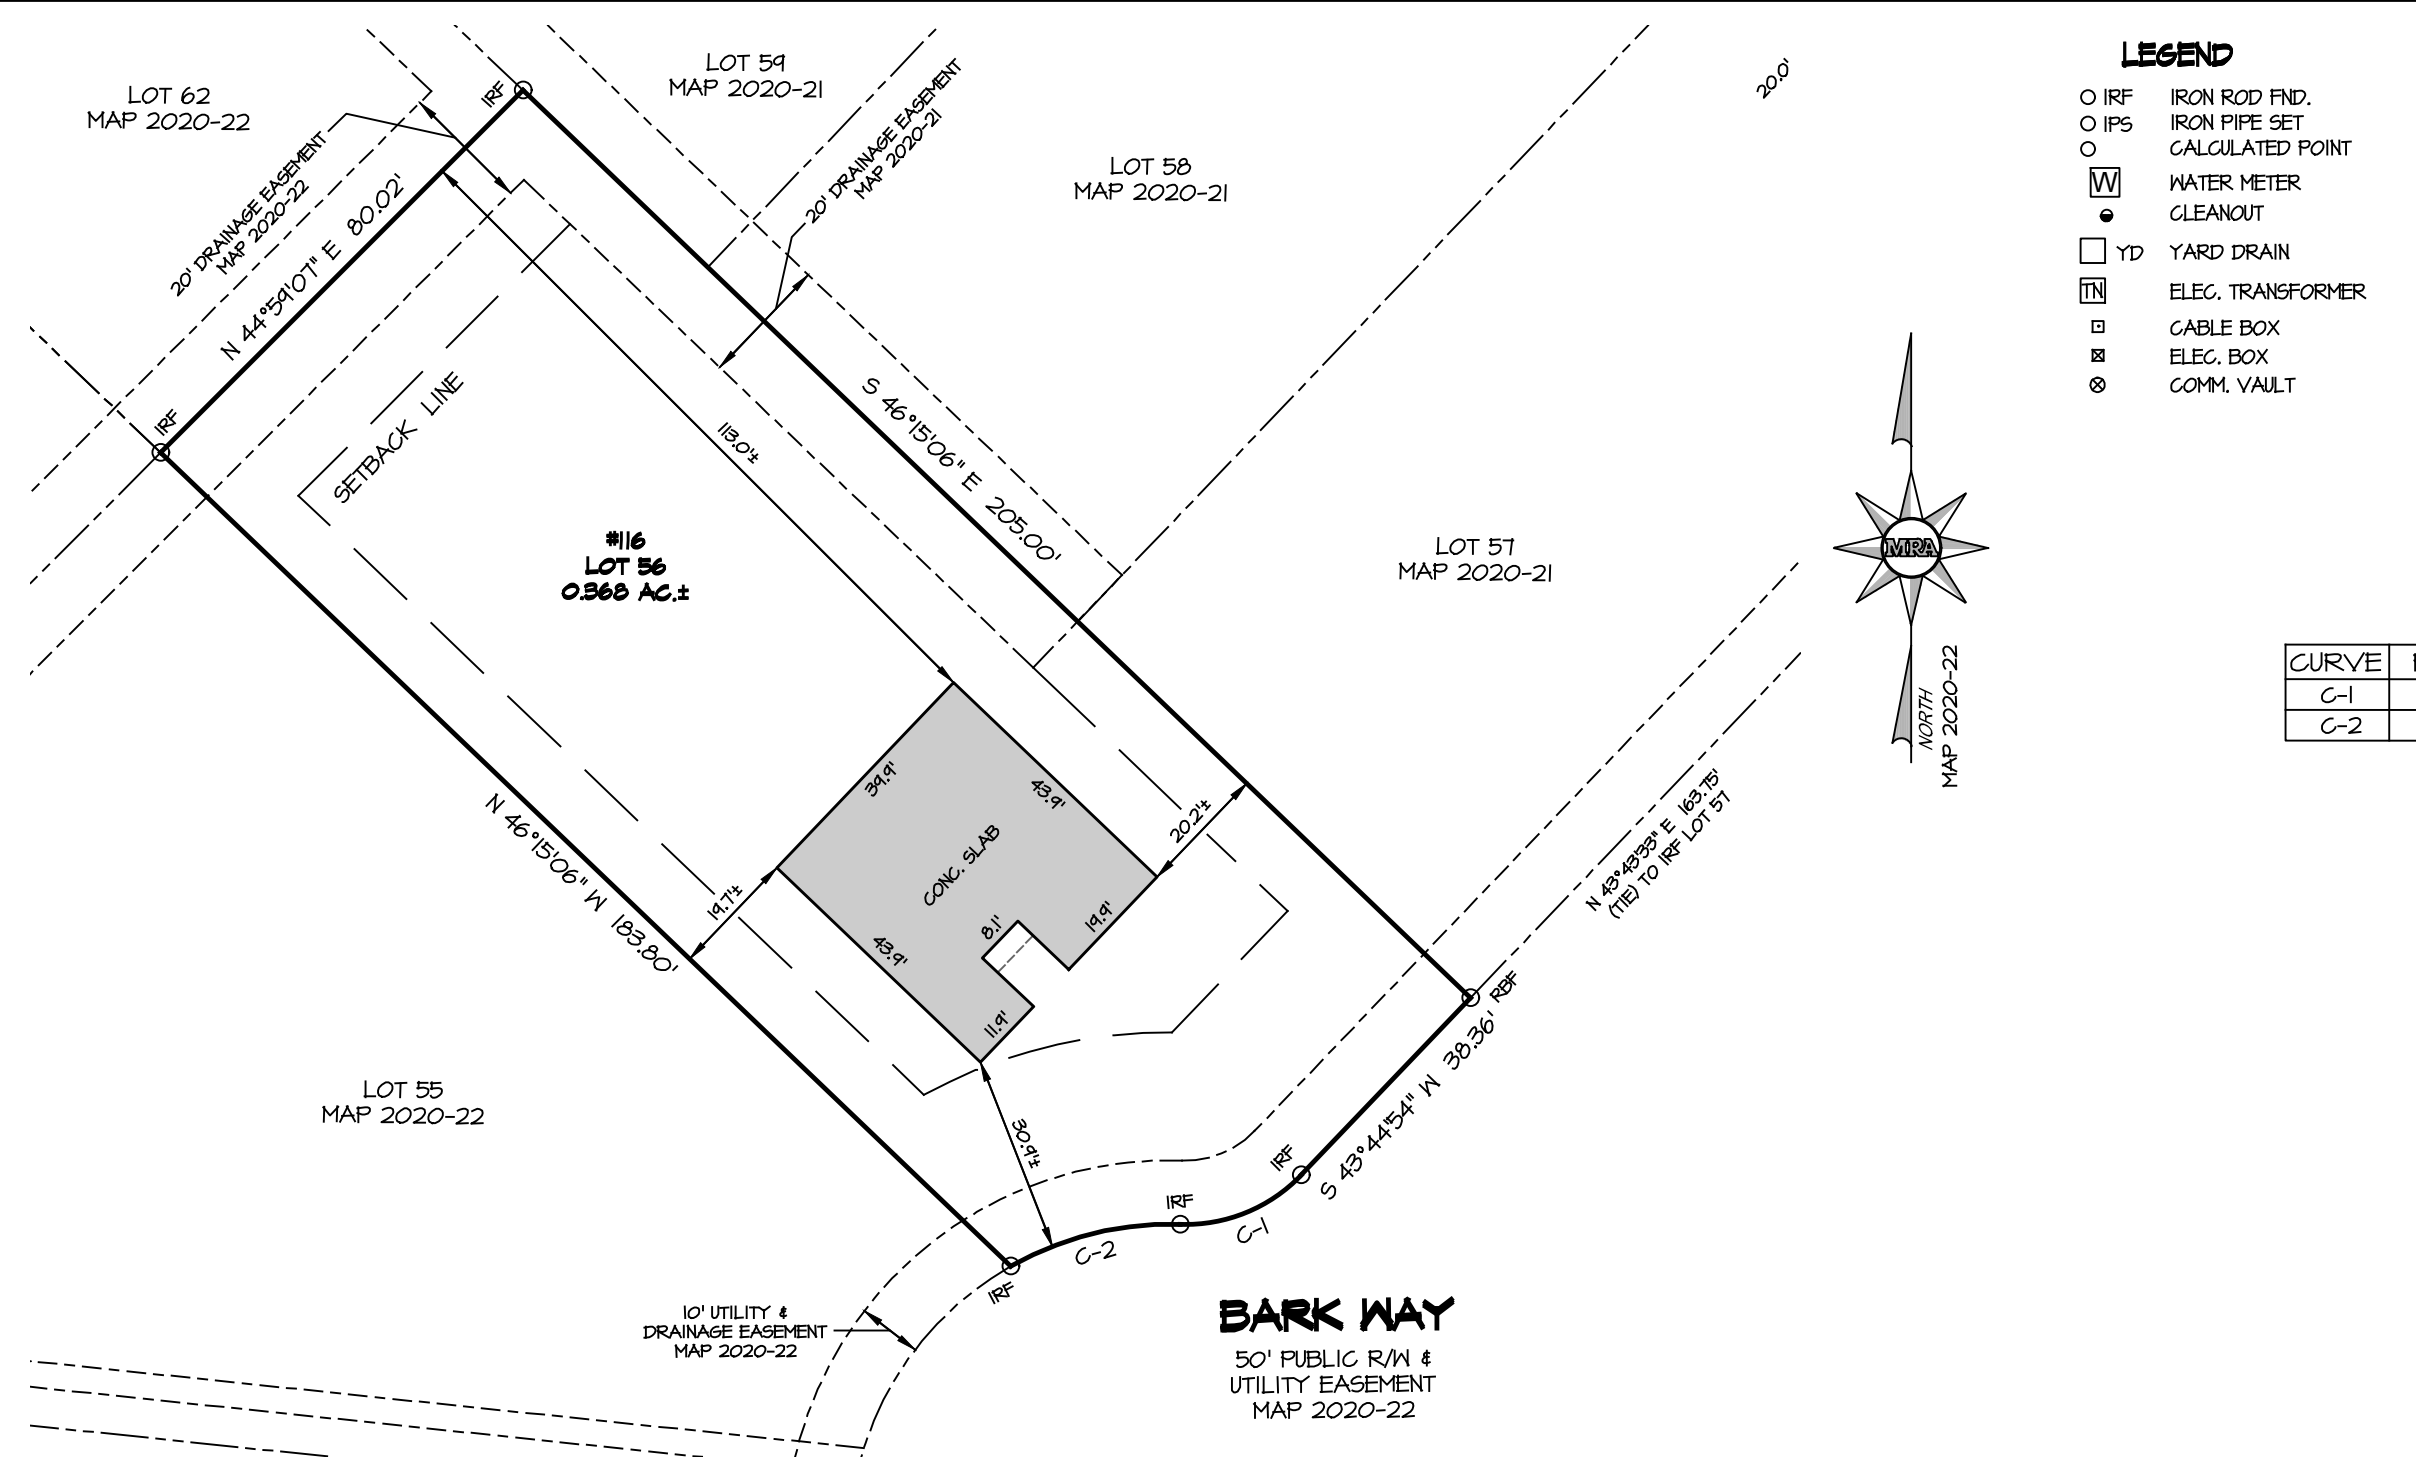 LOT 62
MAP 2020-22
LOT 59
MAP 2020-21
LOT 58
MAP 2020-21
20.0'
LEGEND
IRF IRON ROD FND.
IPS IRON PIPE SET
CALCULATED POINT
W WATER METER
CLEANOUT
YD YARD DRAIN
TN ELEC. TRANSFORMER
CABLE BOX
ELEC. BOX
COMM. VAULT
IRF
20' DRAINAGE EASEMENT
MAP 2020-22
20' DRAINAGE EASEMENT
MAP 2020-21
N 44°59'07" E 80.02'
IRF
SETBACK LINE
113.0'±
S 46°15'06" E 205.00'
#116
LOT 56
0.368 AC.±
LOT 57
MAP 2020-21
MRA
NORTH
MAP 2020-22
CURVE
C-1
C-2
39.9'
43.9'
CONC. SLAB
20.2'±
19.7'±
43.9'
8.1'
19.9'
11.9'
N 46°15'06" W 183.80'
N 43°43'33" E 163.75'
(TIE) TO IRF LOT 57
RBF
S 43°44'54" W 38.36'
LOT 55
MAP 2020-22
30.9'±
IRF
IRF
C-1
C-2
IRF
10' UTILITY &
DRAINAGE EASEMENT
MAP 2020-22
BARK WAY
50' PUBLIC R/W &
UTILITY EASEMENT
MAP 2020-22